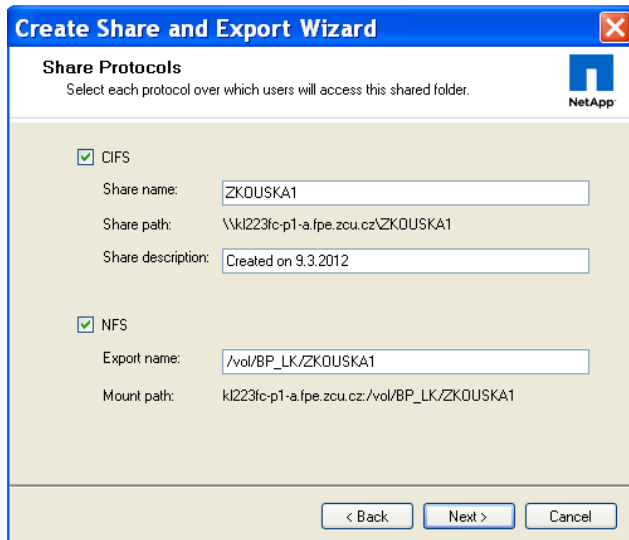 Create Share and Export Wizard
Share Protocols
Select each protocol over which users will access this shared folder.
NetApp
CIFS
Share name: ZKOUSKA1
Share path: \\kl223fc-p1-a.fpe.zcu.cz\ZKOUSKA1
Share description: Created on 9.3.2012
NFS
Export name: /vol/BP_LK/ZKOUSKA1
Mount path: kl223fc-p1-a.fpe.zcu.cz:/vol/BP_LK/ZKOUSKA1
< Back Next > Cancel